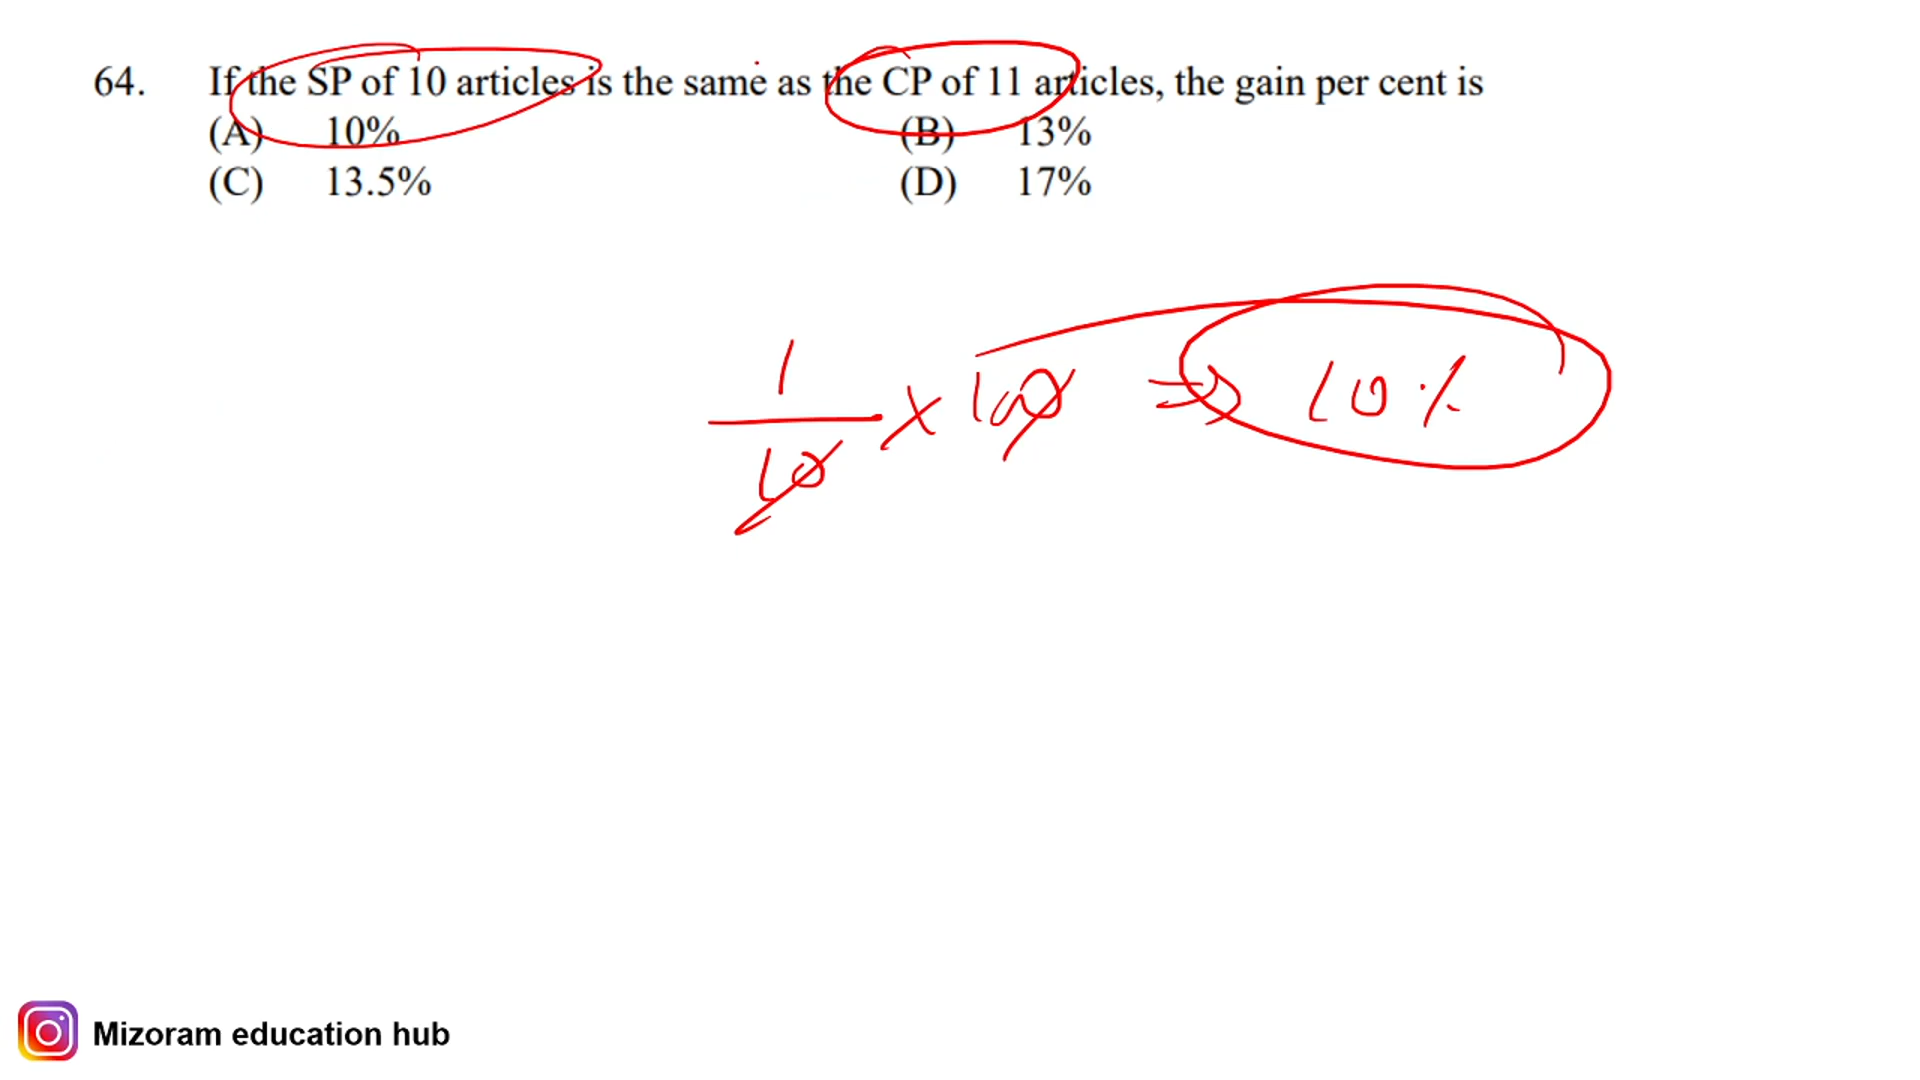 64. If the SP of 10 articles is the same as the CP of 11 articles, the gain per cent is
(A) 10% (B) 13%
(C) 13.5% (D) 17%
1/10 × 100 ⇒ 10%
Mizoram education hub